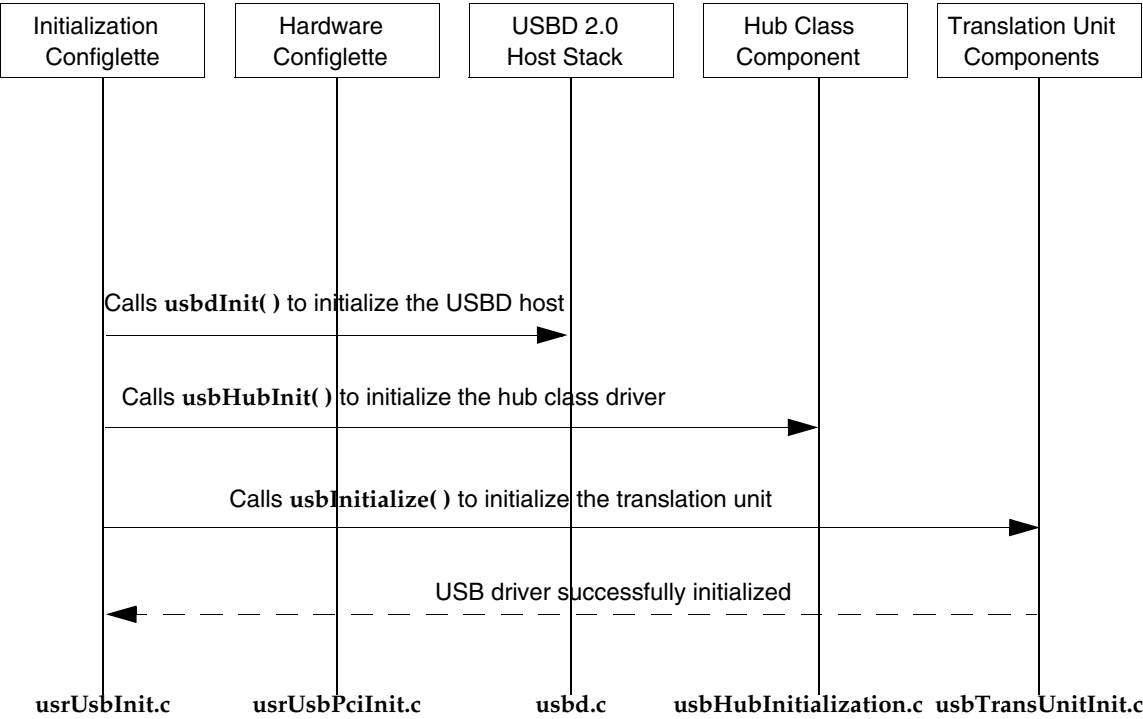 Initialization
Configlette
Hardware
Configlette
USBD 2.0
Host Stack
Hub Class
Component
Translation Unit
Components
Calls usbdInit( ) to initialize the USBD host
Calls usbHubInit( ) to initialize the hub class driver
Calls usbInitialize( ) to initialize the translation unit
USB driver successfully initialized
usrUsbInit.c
usrUsbPciInit.c
usbd.c
usbHubInitialization.c
usbTransUnitInit.c